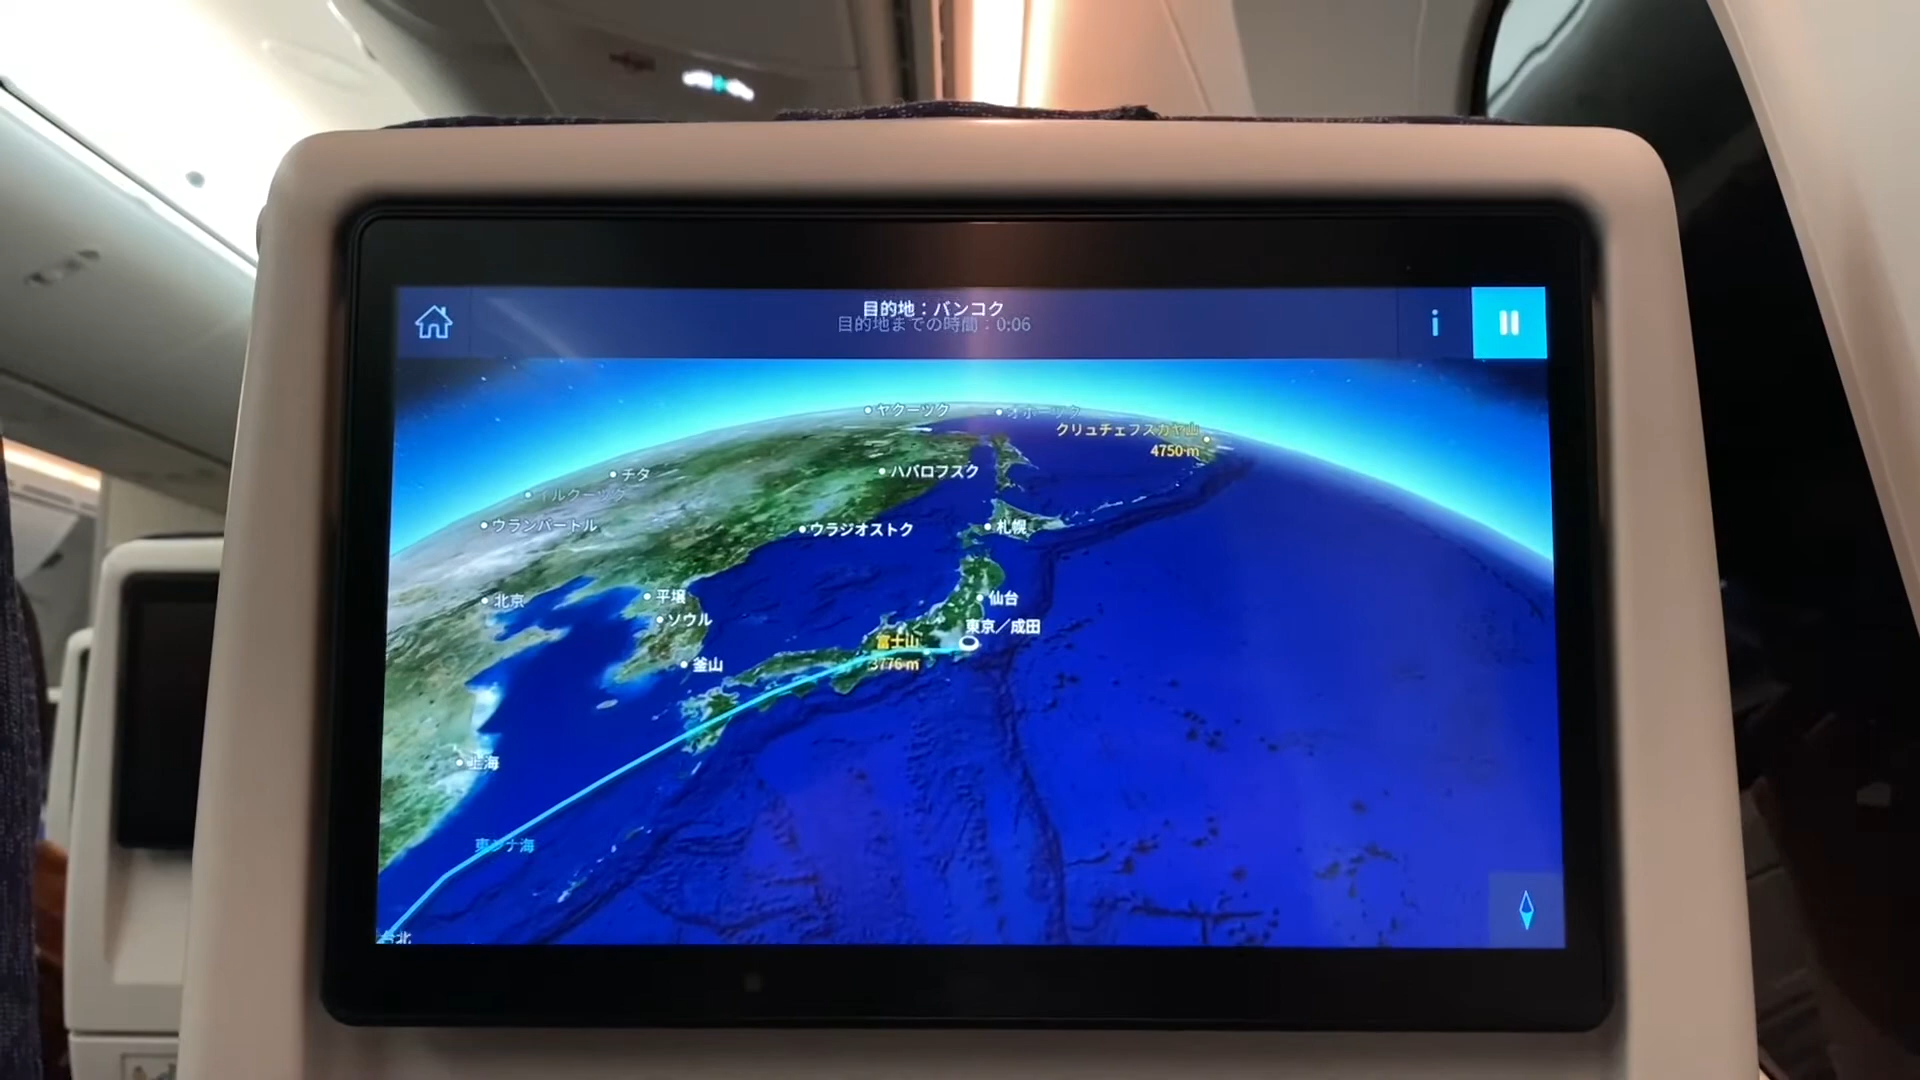 目的地：バンコク
目的地までの時間：0:06
i
ヤクーツク
オホーツク
クリュチェフスカヤ山
4750 m
チタ
ハバロフスク
イルクーツク
ウランバートル
ウラジオストク
札幌
北京
平壌
仙台
ソウル
東京／成田
富士山
3776 m
釜山
上海
東シナ海
台北